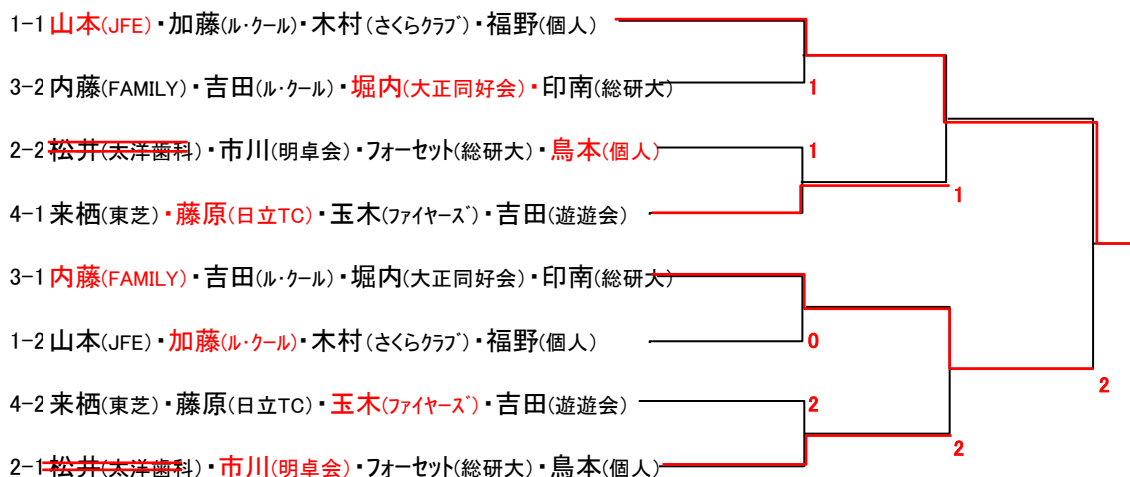 1-1 山本(JFE)・加藤(ル・クール)・木村(さくらクラブ)・福野(個人)
3-2 内藤(FAMILY)・吉田(ル・クール)・堀内(大正同好会)・印南(総研大)
1
2-2 松井(太洋歯科)・市川(明卓会)・フォーセット(総研大)・鳥本(個人)
1
4-1 来栖(東芝)・藤原(日立TC)・玉木(ファイヤーズ)・吉田(遊遊会)
1
3-1 内藤(FAMILY)・吉田(ル・クール)・堀内(大正同好会)・印南(総研大)
1-2 山本(JFE)・加藤(ル・クール)・木村(さくらクラブ)・福野(個人)
0
2
4-2 来栖(東芝)・藤原(日立TC)・玉木(ファイヤーズ)・吉田(遊遊会)
2
2
2-1 松井(太洋歯科)・市川(明卓会)・フォーセット(総研大)・鳥本(個人)